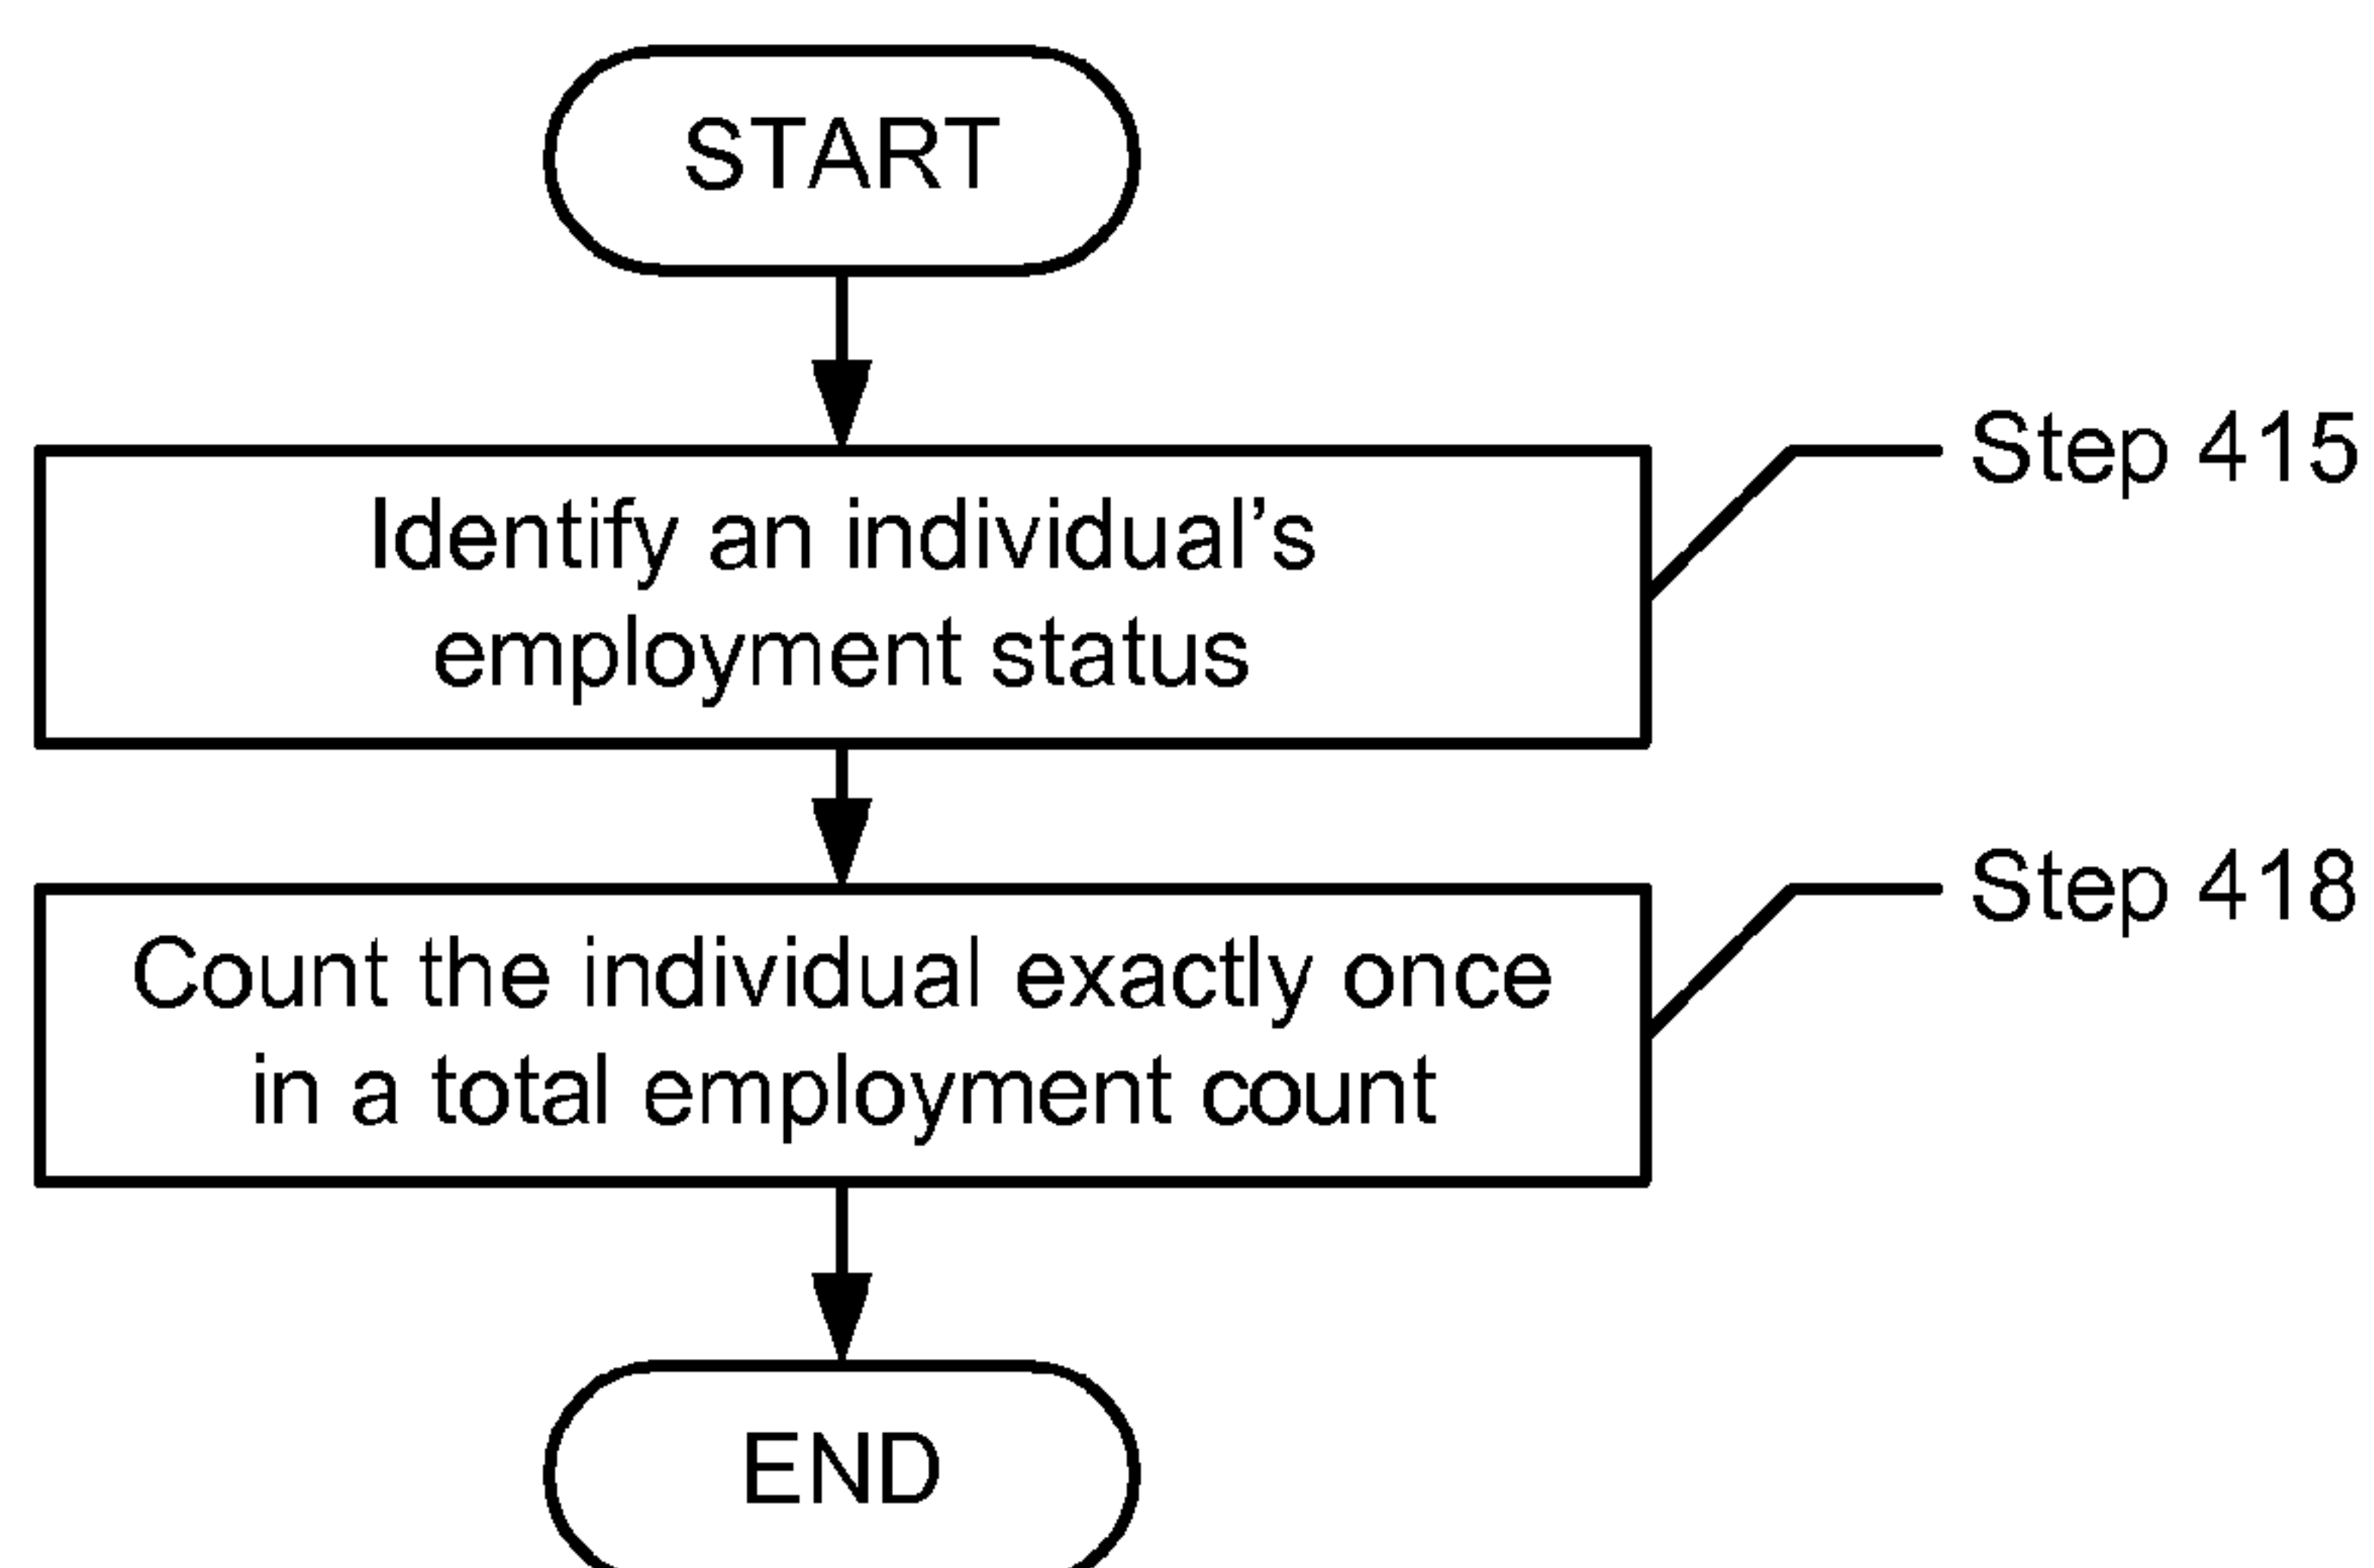 START
Step 415
Identify an individual’s
employment status
Step 418
Count the individual exactly once
in a total employment count
END